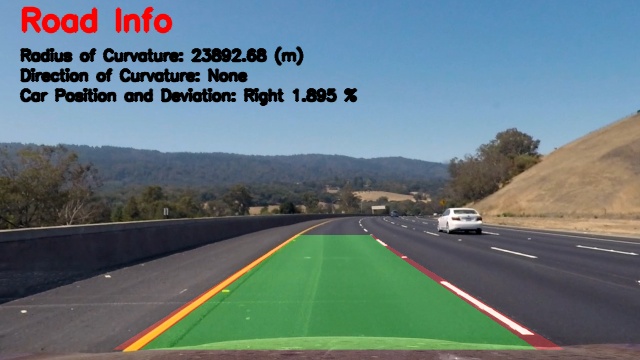 Road Info
Radius of Curvature: 23892.68 (m)
Direction of Curvature: None
Car Position and Deviation: Right 1.895 %